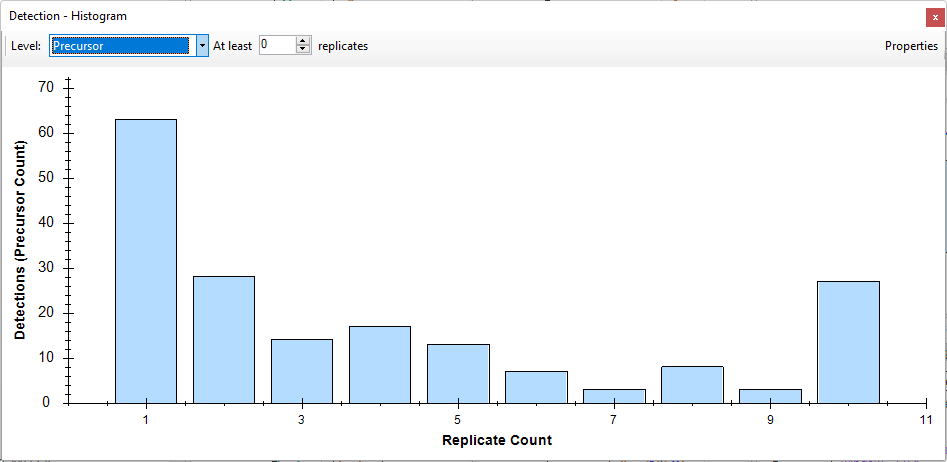 Detection - Histogram
x
Level: Precursor At least 0 replicates Properties
70
60
50
40
30
20
10
0
Detections (Precursor Count)
1 3 5 7 9 11
Replicate Count